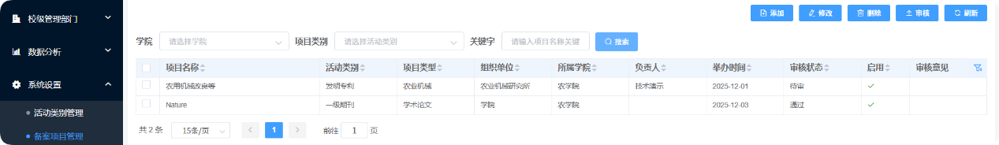 校级管理部门
数据分析
系统设置
活动类别管理
备案项目管理
添加 修改 删除 审核 刷新
学院 请选择学院 项目类别 请选择活动类别 关键字 请输入项目名称关键 搜索
项目名称 活动类别 项目类型 组织单位 所属学院 负责人 举办时间 审核状态 启用 审核意见
农用机械改良等 发明专利 农业机械 农业机械研究所 农学院 技术演示 2025-12-01 待审
Nature 一级期刊 学术论文 学院 农学院 2025-12-03 通过
共 2 条 15条/页 1 前往 1 页